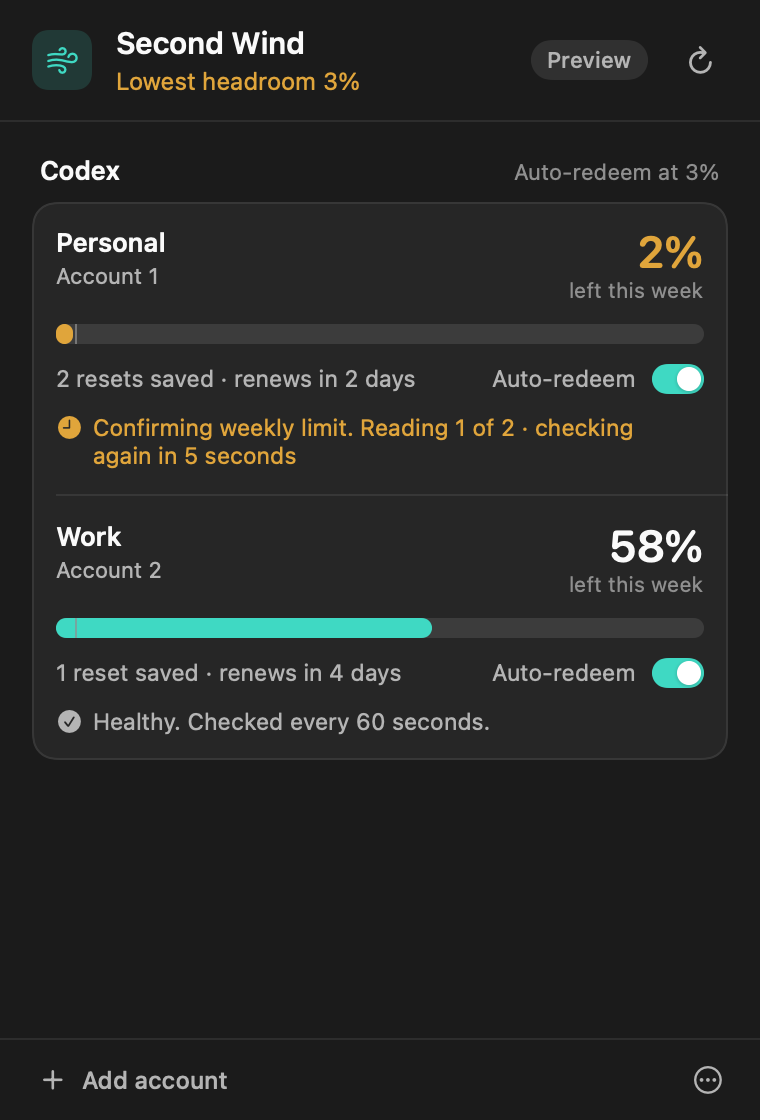 Second Wind
Lowest headroom 3%
Preview
Codex
Auto-redeem at 3%
Personal
Account 1
2%
left this week
2 resets saved · renews in 2 days
Auto-redeem
Confirming weekly limit. Reading 1 of 2 · checking
again in 5 seconds
Work
Account 2
58%
left this week
1 reset saved · renews in 4 days
Auto-redeem
Healthy. Checked every 60 seconds.
Add account